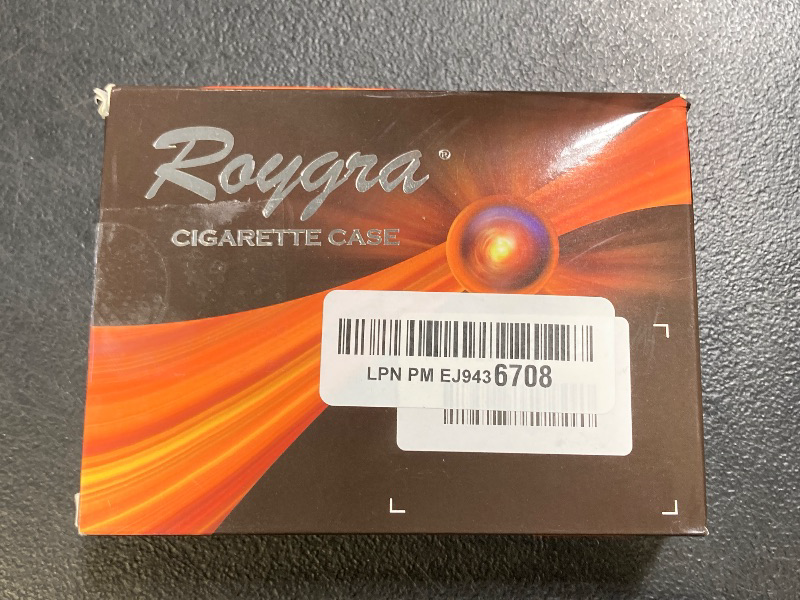 Roygra®
CIGARETTE CASE
LPN PM EJ9436708